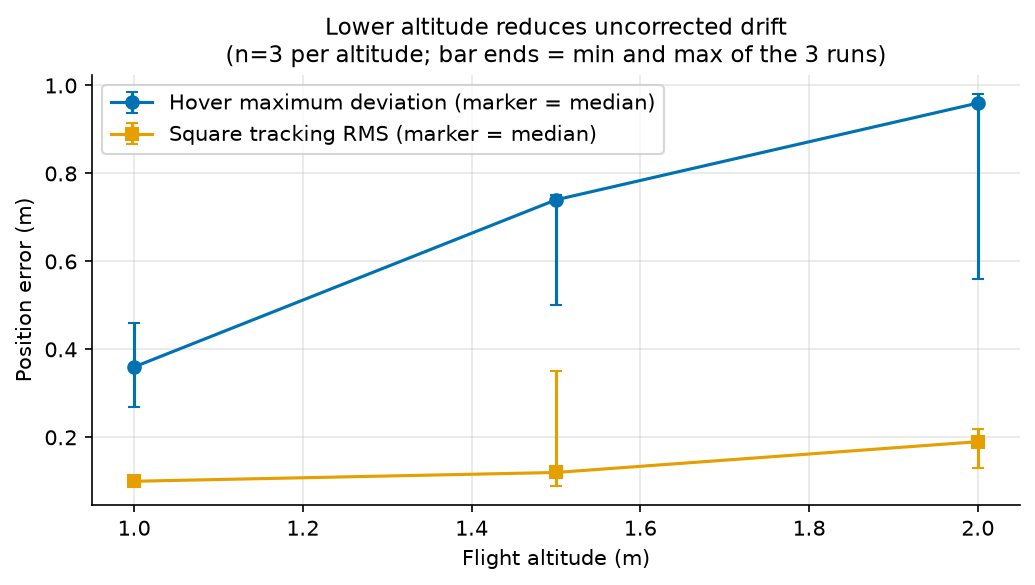 Lower altitude reduces uncorrected drift
(n=3 per altitude; bar ends = min and max of the 3 runs)
Hover maximum deviation (marker = median)
Square tracking RMS (marker = median)
Position error (m)
1.0
0.8
0.6
0.4
0.2
1.0
1.2
1.4
1.6
1.8
2.0
Flight altitude (m)